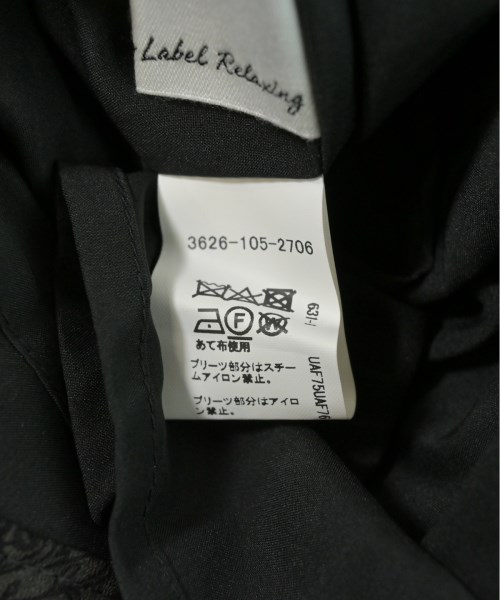 Label Relaxing
3626-105-2706
F W
あて布使用
プリーツ部分はスチー
ムアイロン禁止。
プリーツ部分はアイロ
ン禁止。
631-j
UAF75UAF76